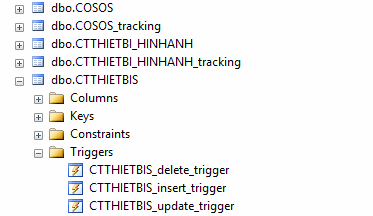 dbo.COSOS
dbo.COSOS_tracking
dbo.CTTHIETBI_HINHANH
dbo.CTTHIETBI_HINHANH_tracking
dbo.CTTHIETBIS
Columns
Keys
Constraints
Triggers
CTTHIETBIS_delete_trigger
CTTHIETBIS_insert_trigger
CTTHIETBIS_update_trigger